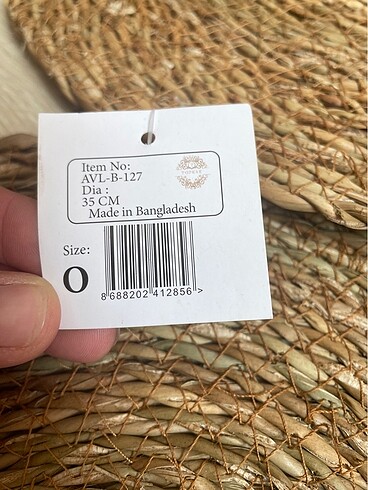 Item No:
AVL-B-127
Dia :
35 CM
Made in Bangladesh
Size:
O
8 688202 412856 >